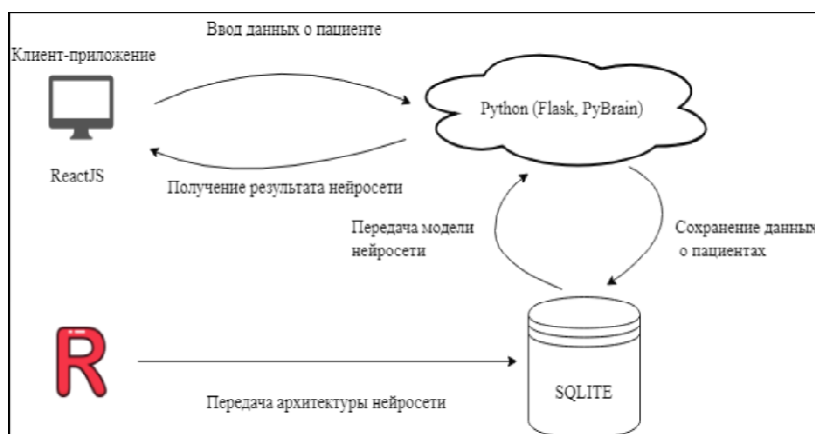 Ввод данных о пациенте
Клиент-приложение
Python (Flask, PyBrain)
ReactJS
Получение результата нейросети
Передача модели
нейросети
Сохранение данных
о пациентах
R
SQLITE
Передача архитектуры нейросети